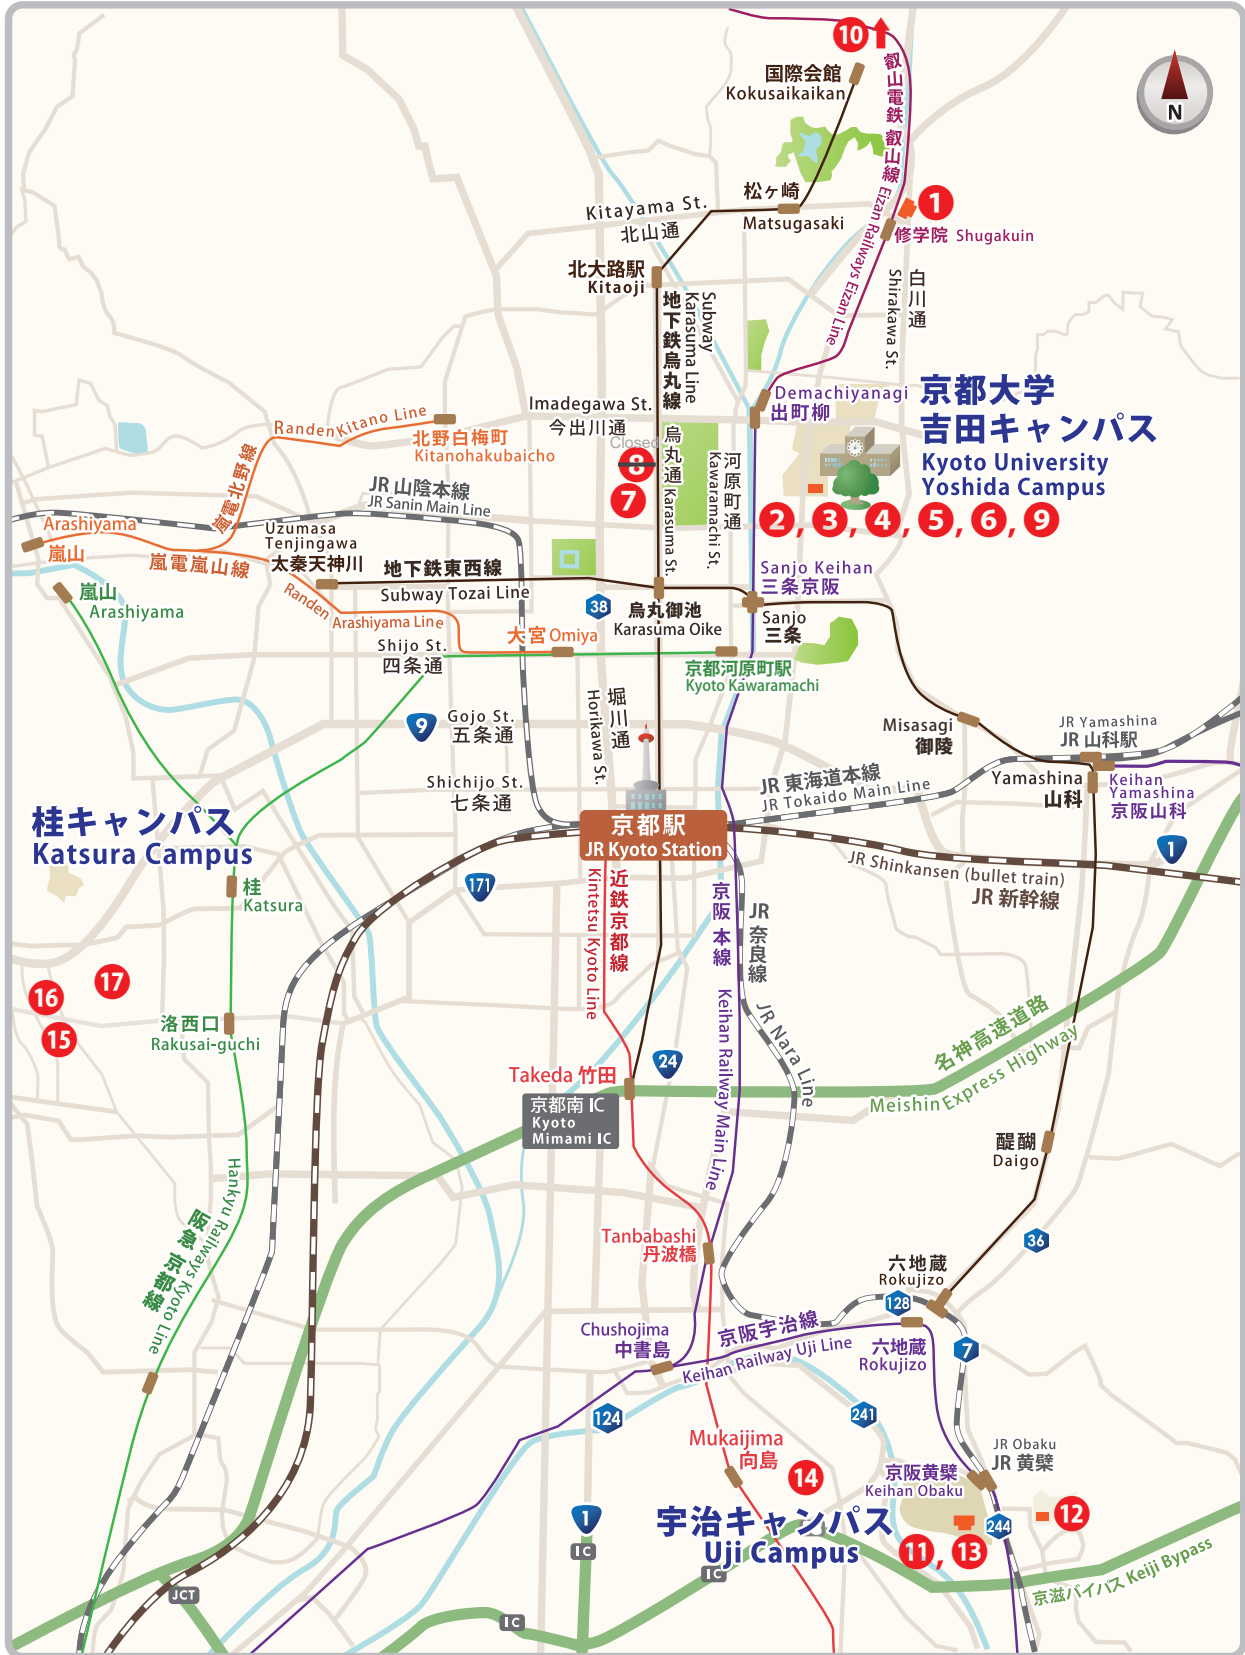 10
国際会館
Kokusaikaikan
N
叡山電鉄 叡山線
Eizan Railways Eizan Line
松ヶ崎
Matsugasaki
Kitayama St.
北山通
1
修学院 Shugakuin
北大路駅
Kitaoji
白川通
Shirakawa St.
地下鉄烏丸線
Subway
Karasuma Line
Demachiyanagi
出町柳
京都大学
吉田キャンパス
Kyoto University
Yoshida Campus
2, 3, 4, 5, 6, 9
Imadegawa St.
今出川通
Closed
8
7
烏丸通
Karasuma St.
河原町通
Kawaramachi St.
Randen Kitano Line
嵐電北野線
北野白梅町
Kitanohakubaicho
JR 山陰本線
JR Sanin Main Line
Arashiyama
嵐山
嵐電嵐山線
Uzumasa
Tenjingawa
太秦天神川
地下鉄東西線
Subway Tozai Line
Randen
Arashiyama Line
嵐山
Arashiyama
38
烏丸御池
Karasuma Oike
Sanjo Keihan
三条京阪
Sanjo
三条
Shijo St.
四条通
大宮 Omiya
京都河原町駅
Kyoto Kawaramachi
9
Gojo St.
五条通
堀川通
Horikawa St.
Misasagi
御陵
JR Yamashina
JR 山科駅
Yamashina
山科
Keihan
Yamashina
京阪山科
Shichijo St.
七条通
JR 東海道本線
JR Tokaido Main Line
京都駅
JR Kyoto Station
桂キャンパス
Katsura Campus
1
JR Shinkansen (bullet train)
JR 新幹線
171
桂
Katsura
近鉄京都線
Kintetsu Kyoto Line
京阪 本線
Keihan Railway Main Line
JR 奈良線
JR Nara Line
17
16
15
洛西口
Rakusai-guchi
名神高速道路
Meishin Express Highway
24
Takeda 竹田
京都南 IC
Kyoto
Mimami IC
醍醐
Daigo
阪急 京都線
Hankyu Railways Kyoto Line
Tanbabashi
丹波橋
36
六地蔵
Rokujizo
128
Chushojima
中書島
京阪宇治線
Keihan Railway Uji Line
六地蔵
Rokujizo
7
124
241
Mukaijima
向島
14
JR Obaku
JR 黄檗
京阪黄檗
Keihan Obaku
宇治キャンパス
Uji Campus
1
IC
11, 13
244
12
IC
京滋バイパス Keiji Bypass
JCT
IC